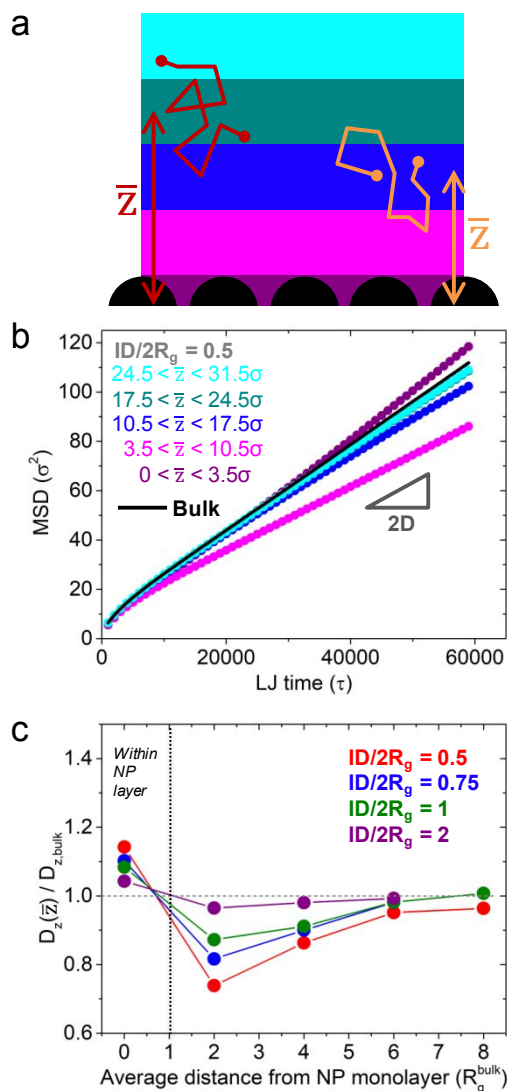 a
z̅
z̅
b
ID/2Rg = 0.5
24.5 < z̅ < 31.5σ
17.5 < z̅ < 24.5σ
10.5 < z̅ < 17.5σ
3.5 < z̅ < 10.5σ
0 < z̅ < 3.5σ
Bulk
2D
MSD (σ²)
120
100
80
60
40
20
0
0 20000 40000 60000
LJ time (τ)
c
Within
NP
layer
ID/2Rg = 0.5
ID/2Rg = 0.75
ID/2Rg = 1
ID/2Rg = 2
Dz(z̅) / Dz,bulk
1.4
1.2
1.0
0.8
0.6
0 1 2 3 4 5 6 7 8
Average distance from NP monolayer (Rg^bulk)